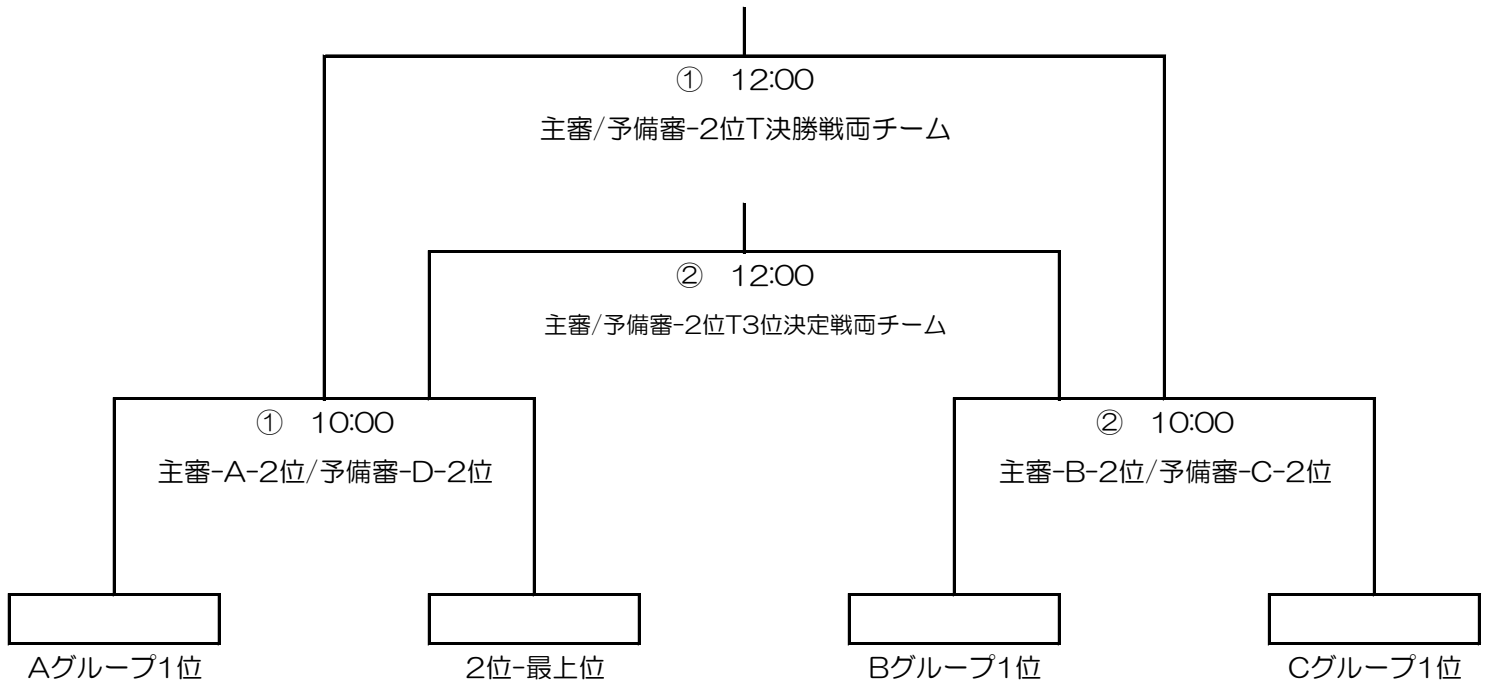 ① 12:00
主審/予備審-2位T決勝戦両チーム
② 12:00
主審/予備審-2位T3位決定戦両チーム
① 10:00
主審-A-2位/予備審-D-2位
② 10:00
主審-B-2位/予備審-C-2位
Aグループ1位
2位-最上位
Bグループ1位
Cグループ1位